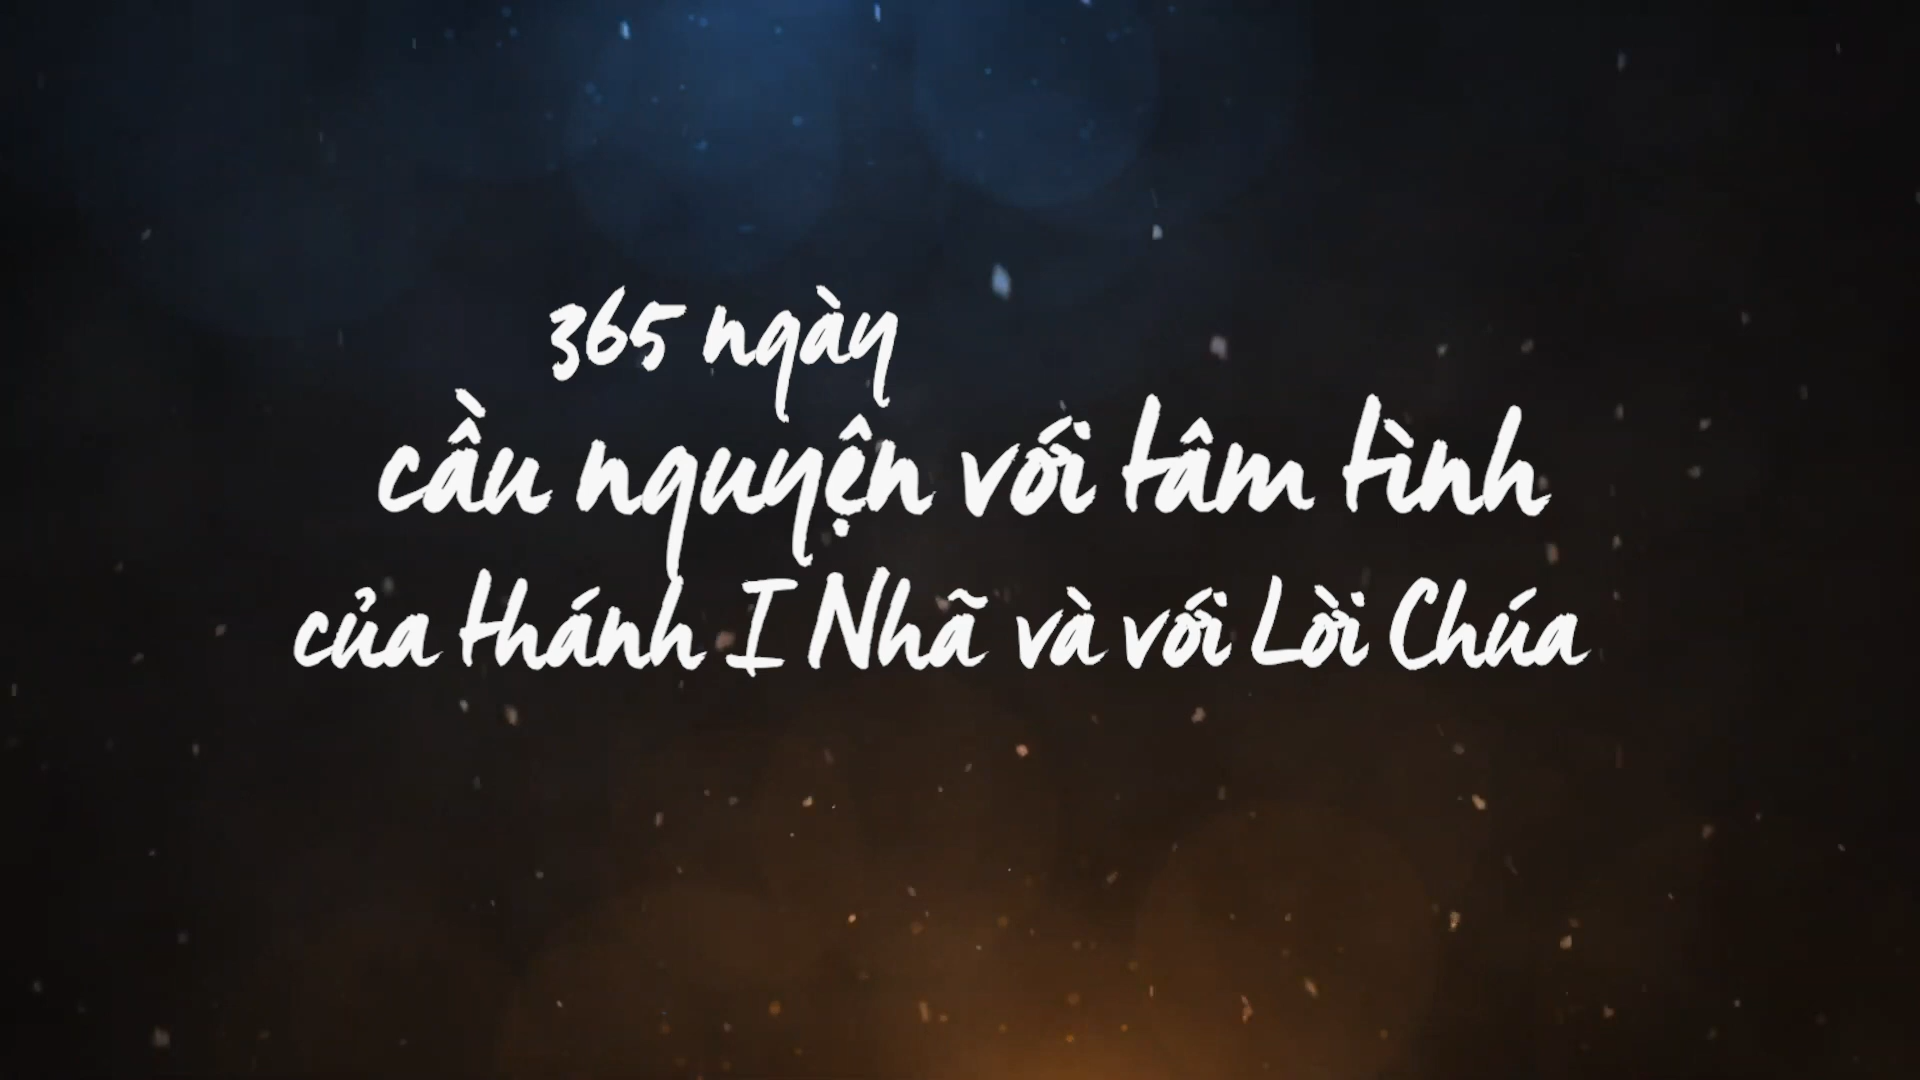 365 ngày
cầu nguyện với tâm tình
của thánh I Nhã và với Lời Chúa